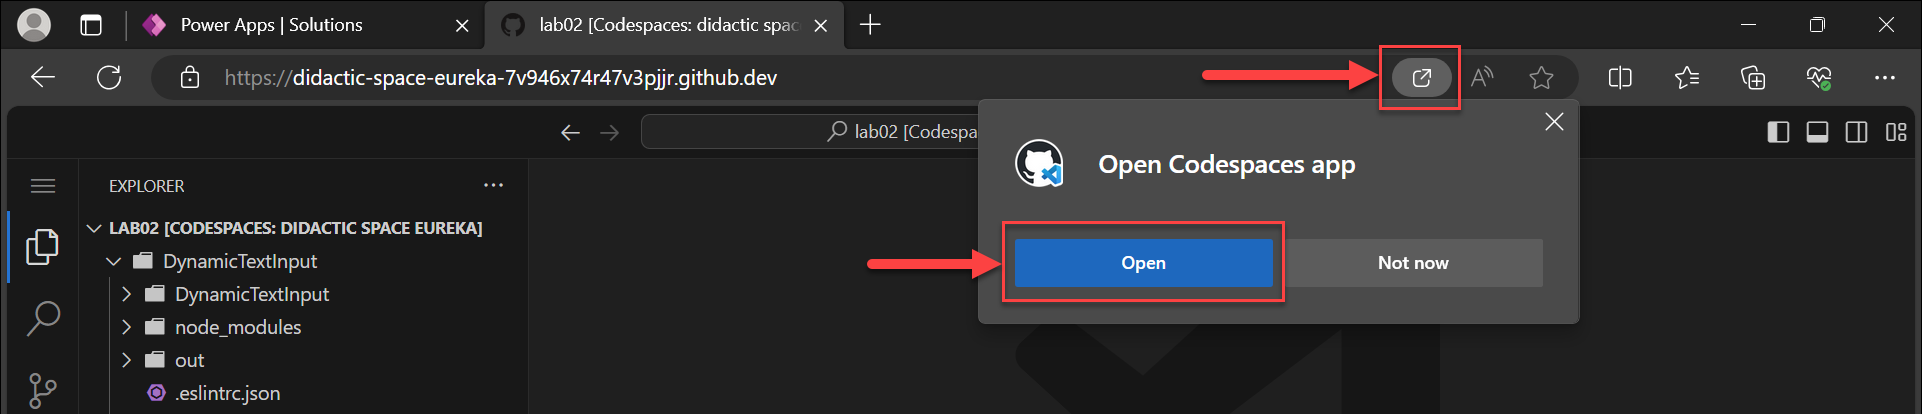 Power Apps | Solutions
lab02 [Codespaces: didactic spac
https://didactic-space-eureka-7v946x74r47v3pjjr.github.dev
lab02 [Codespa
Open Codespaces app
Open
Not now
EXPLORER
LAB02 [CODESPACES: DIDACTIC SPACE EUREKA]
DynamicTextInput
DynamicTextInput
node_modules
out
.eslintrc.json